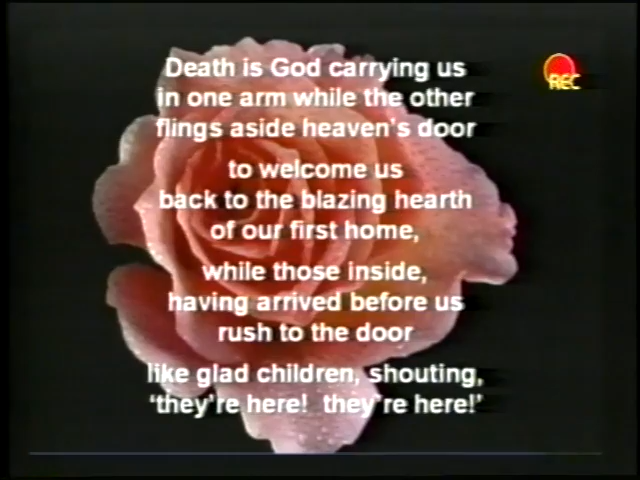 Death is God carrying us
in one arm while the other
flings aside heaven's door
to welcome us
back to the blazing hearth
of our first home,
while those inside,
having arrived before us
rush to the door
like glad children, shouting,
'they're here!  they're here!'
REC